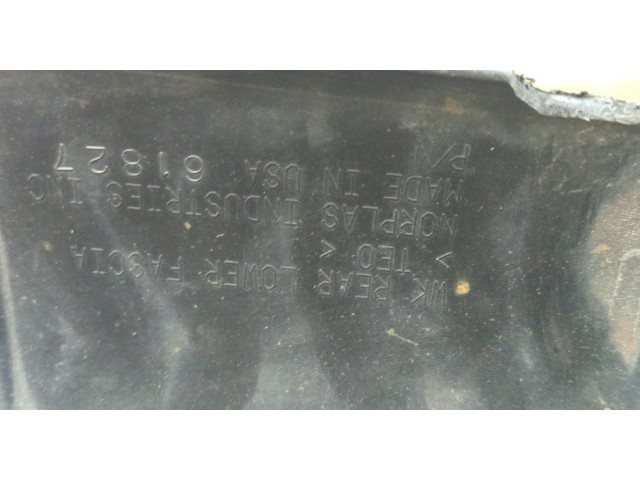 WK REAR LOWER FASCIA
> TEO <
NORPLAS INDUSTRIES INC
MADE IN USA
P/N 61827